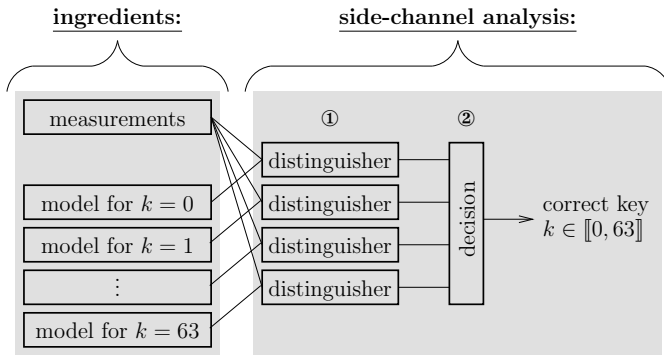 ingredients:
side-channel analysis:
measurements
model for k = 0
model for k = 1
⋮
model for k = 63
①
distinguisher
distinguisher
distinguisher
distinguisher
②
decision
correct key
k ∈ ⟦0, 63⟧